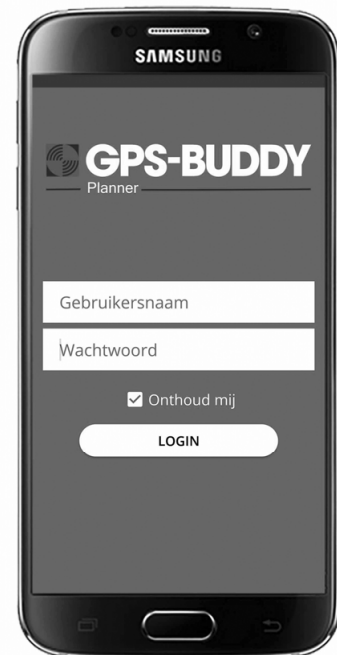 SAMSUNG
GPS-BUDDY
Planner
Gebruikersnaam
Wachtwoord
Onthoud mij
LOGIN